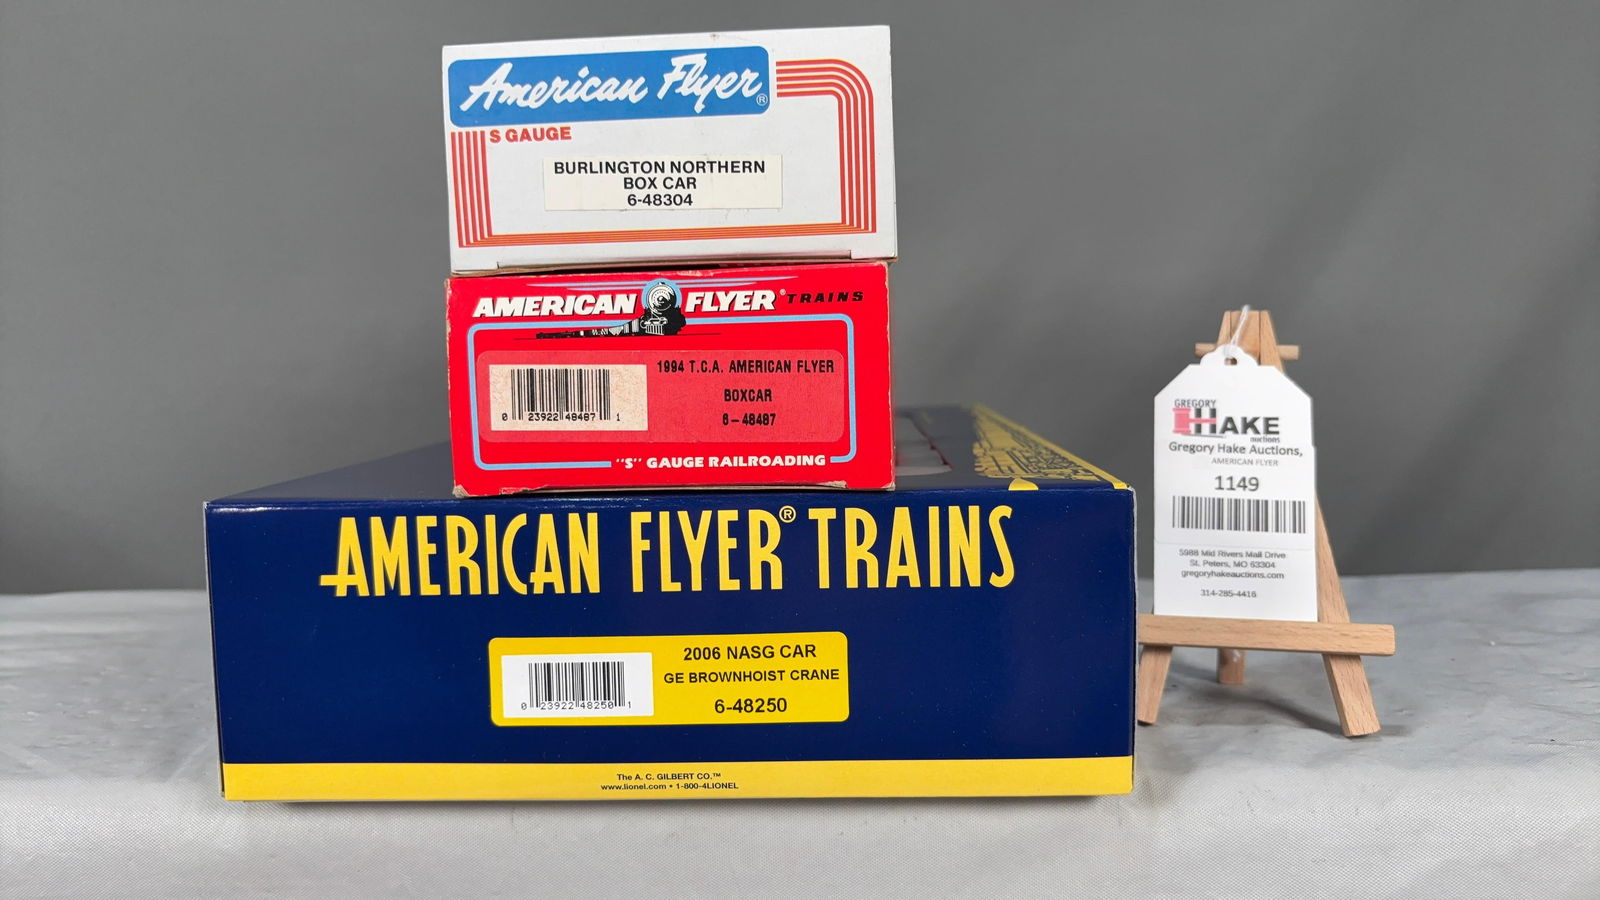 American Flyer®
S GAUGE
BURLINGTON NORTHERN
BOX CAR
6-48304
AMERICAN FLYER® TRAINS
1994 T.C.A. AMERICAN FLYER
BOXCAR
6-48487
0 23922 48487 1
"S" GAUGE RAILROADING
AMERICAN FLYER® TRAINS
2006 NASG CAR
GE BROWNHOIST CRANE
6-48250
0 23922 48250 1
The A. C. GILBERT CO.™
www.lionel.com • 1-800-4LIONEL
GREGORY
HAKE
auctions
Gregory Hake Auctions,
AMERICAN FLYER
1149
5988 Mid Rivers Mall Drive
St. Peters, MO 63304
gregoryhakeauctions.com
314-285-4416